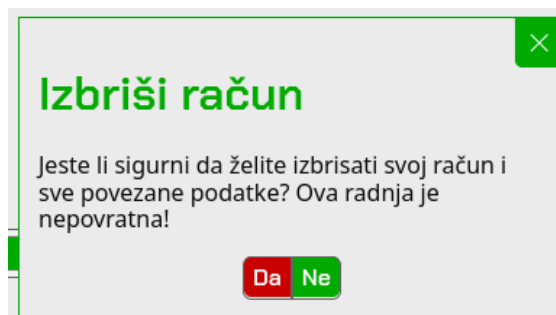 Izbriši račun
Jeste li sigurni da želite izbrisati svoj račun i
sve povezane podatke? Ova radnja je
nepovratna!
Da Ne